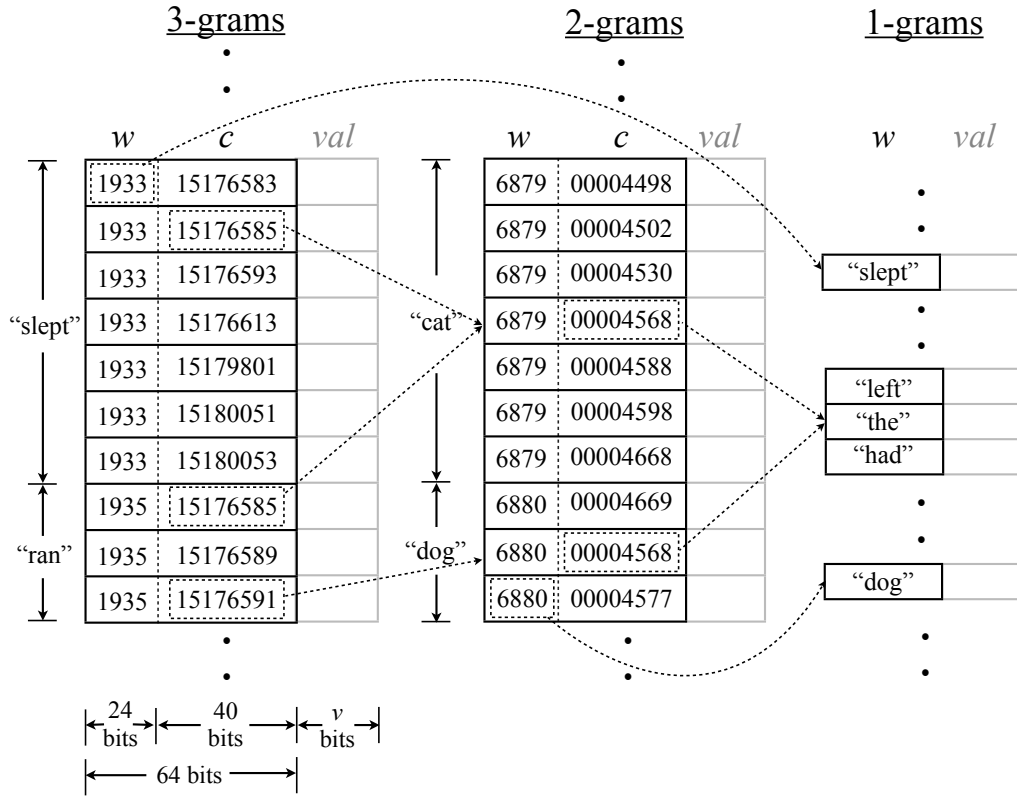 3-grams 2-grams 1-grams
w c val w c val w val
1933 15176583 6879 00004498
1933 15176585 6879 00004502
1933 15176593 6879 00004530 “slept”
“slept” 1933 15176613 “cat” 6879 00004568
1933 15179801 6879 00004588 “left”
1933 15180051 6879 00004598 “the”
1933 15180053 6879 00004668 “had”
1935 15176585 6880 00004669
“ran” 1935 15176589 “dog” 6880 00004568
1935 15176591 6880 00004577 “dog”
24 40 v
bits bits bits
64 bits